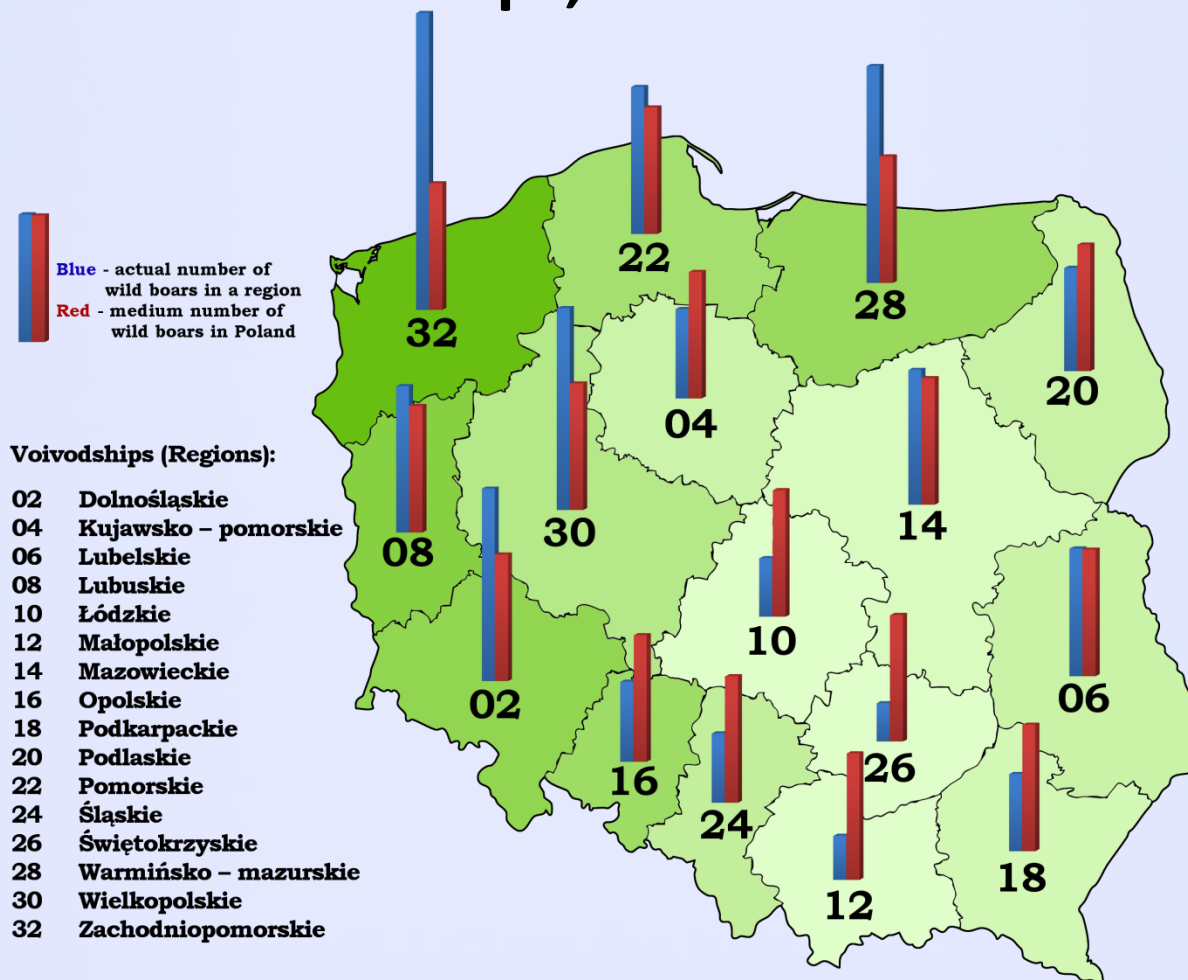 Blue - actual number of
wild boars in a region
Red - medium number of
wild boars in Poland
Voivodships (Regions):
02 Dolnośląskie
04 Kujawsko – pomorskie
06 Lubelskie
08 Lubuskie
10 Łódzkie
12 Małopolskie
14 Mazowieckie
16 Opolskie
18 Podkarpackie
20 Podlaskie
22 Pomorskie
24 Śląskie
26 Świętokrzyskie
28 Warmińsko – mazurskie
30 Wielkopolskie
32 Zachodniopomorskie
22
28
32
20
04
14
30
08
10
06
02
26
16
24
18
12